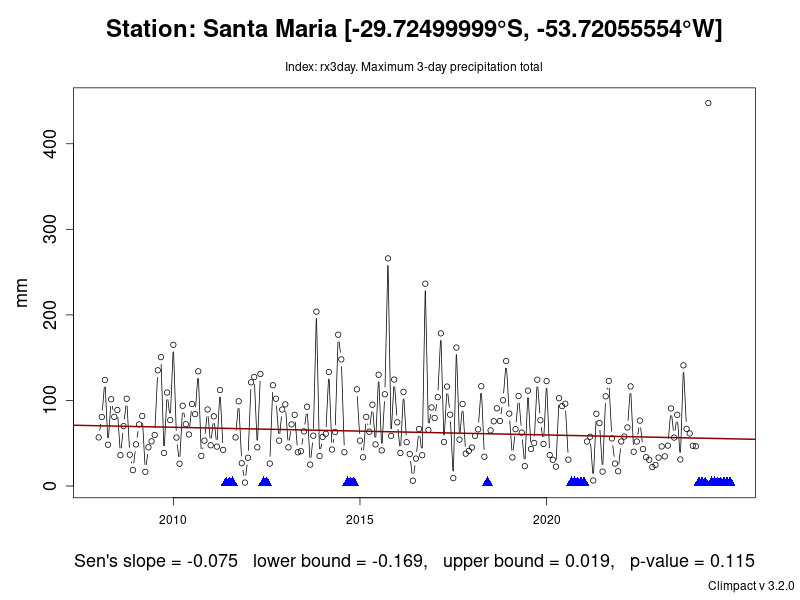 Station: Santa Maria [-29.72499999°S, -53.72055554°W]
Index: rx3day. Maximum 3-day precipitation total
400
300
200
100
0
mm
2010 2015 2020
Sen's slope = -0.075 lower bound = -0.169, upper bound = 0.019, p-value = 0.115
Climpact v 3.2.0